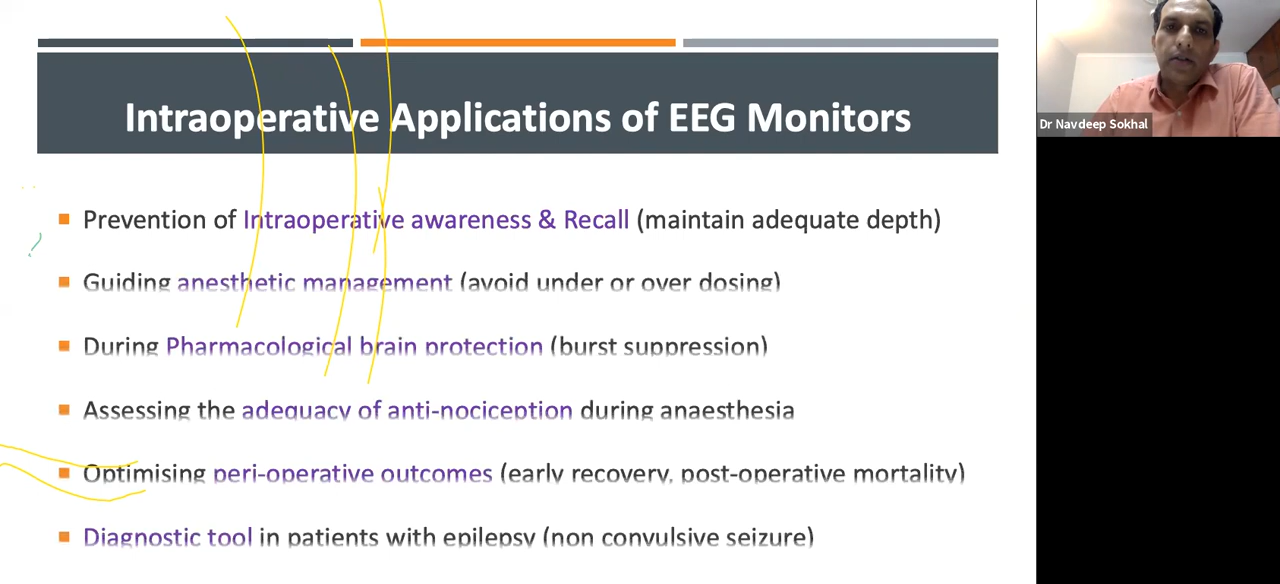 Intraoperative Applications of EEG Monitors
Dr Navdeep Sokhal
Prevention of Intraoperative awareness & Recall (maintain adequate depth)
Guiding anesthetic management (avoid under or over dosing)
During Pharmacological brain protection (burst suppression)
Assessing the adequacy of anti-nociception during anaesthesia
Optimising peri-operative outcomes (early recovery, post-operative mortality)
Diagnostic tool in patients with epilepsy (non convulsive seizure)